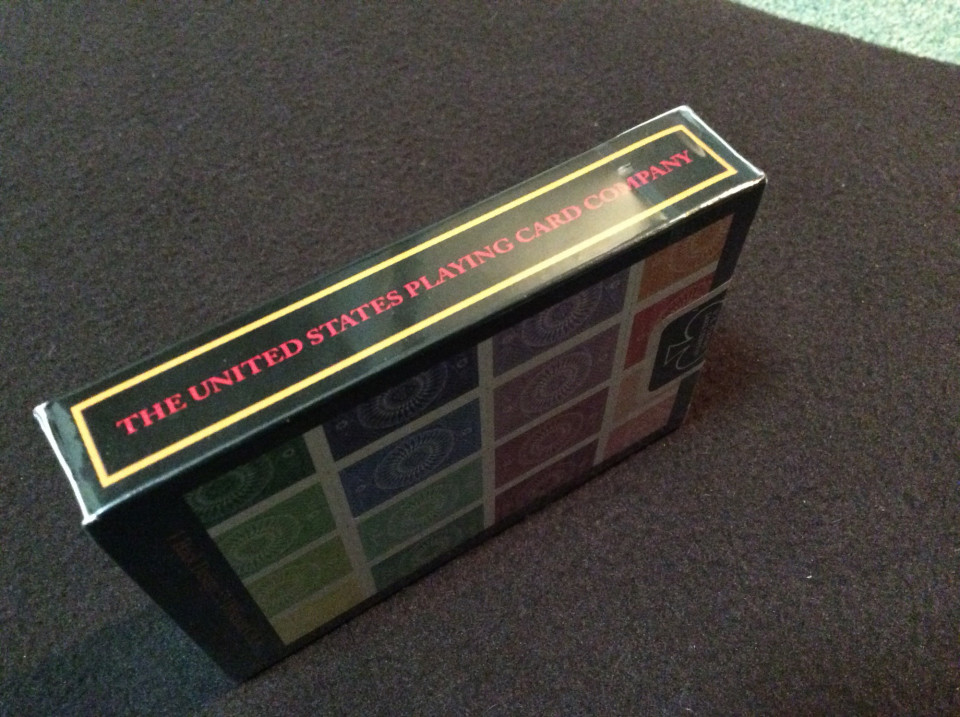 THE UNITED STATES PLAYING CARD COMPANY